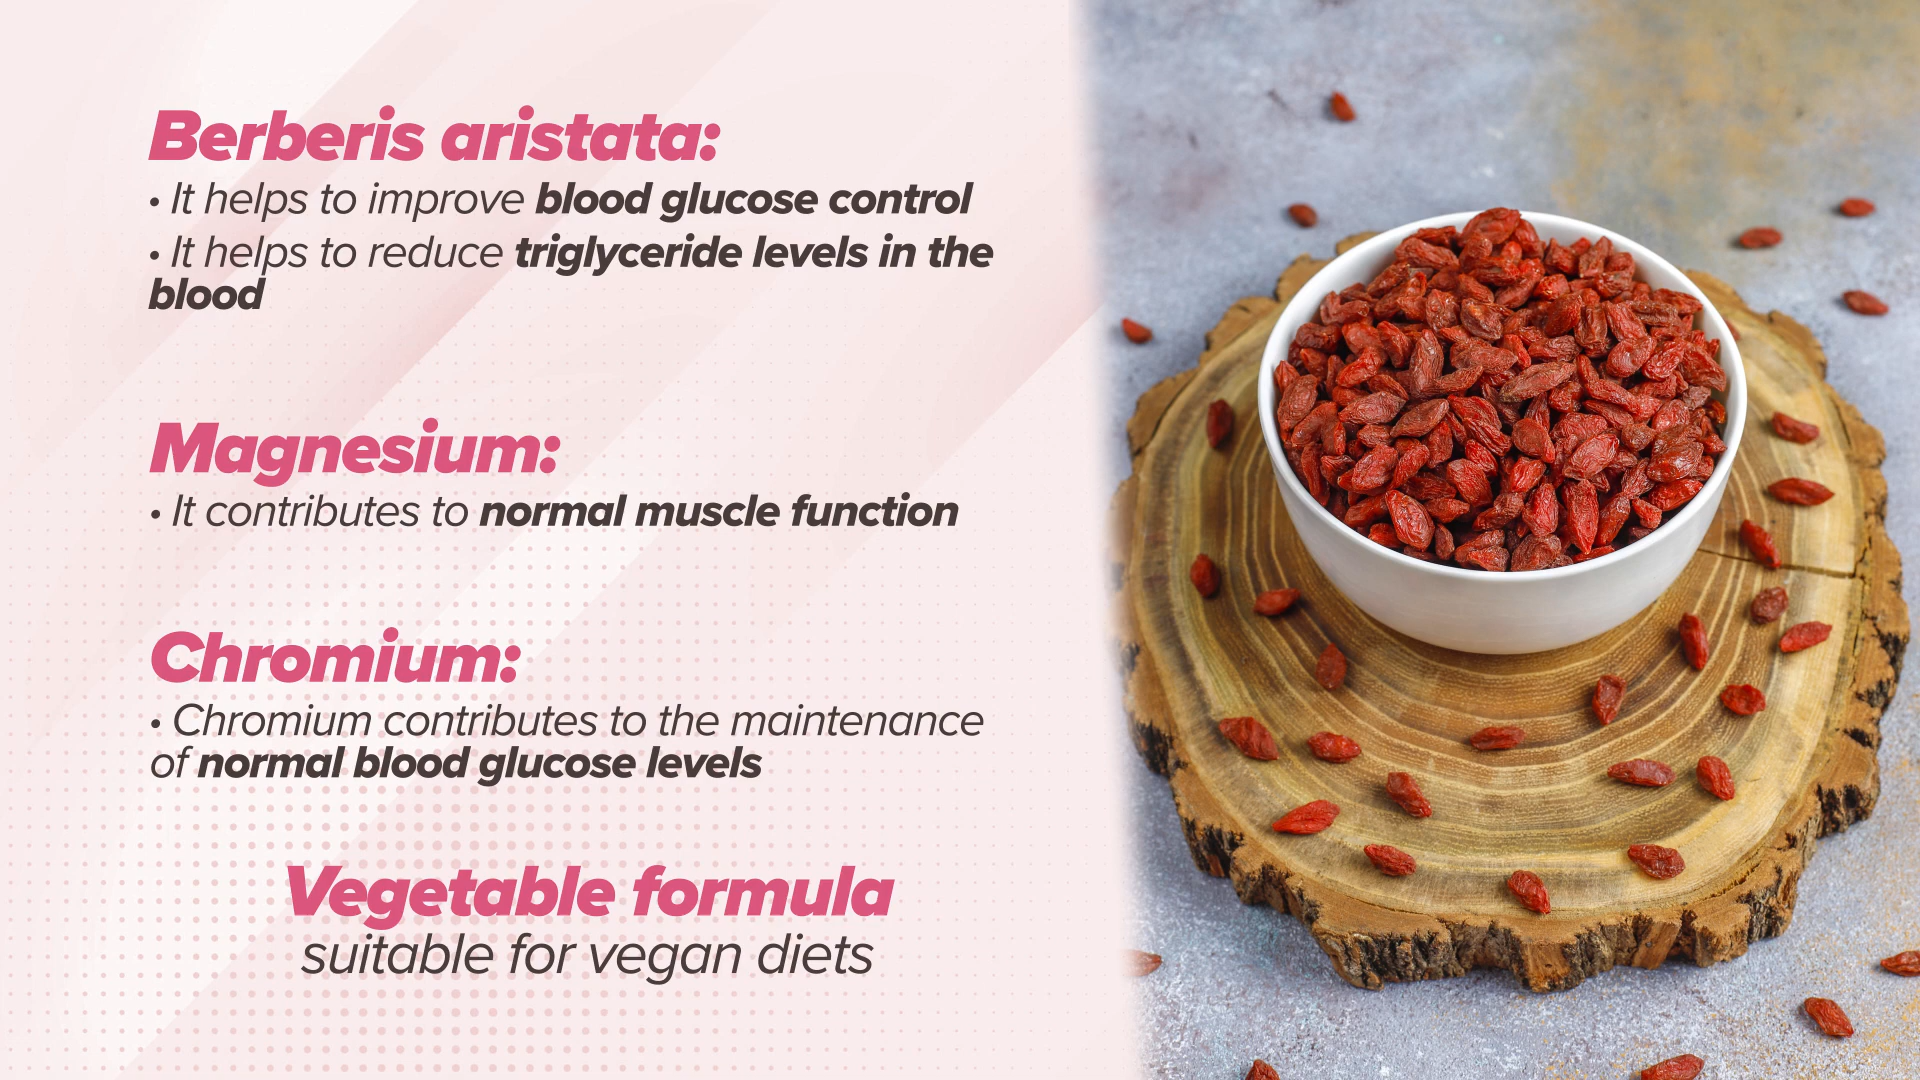 Berberis aristata:
• It helps to improve blood glucose control
• It helps to reduce triglyceride levels in the
blood
Magnesium:
• It contributes to normal muscle function
Chromium:
• Chromium contributes to the maintenance
of normal blood glucose levels
Vegetable formula
suitable for vegan diets